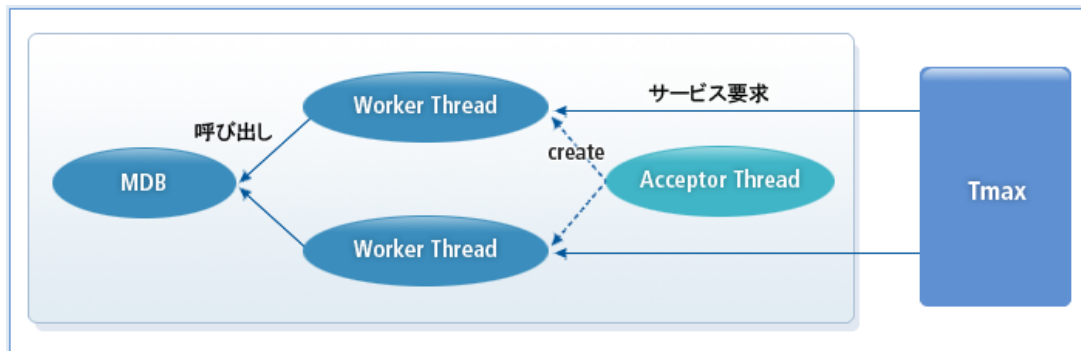 Worker Thread
サービス要求
呼び出し
create
MDB
Acceptor Thread
Tmax
Worker Thread